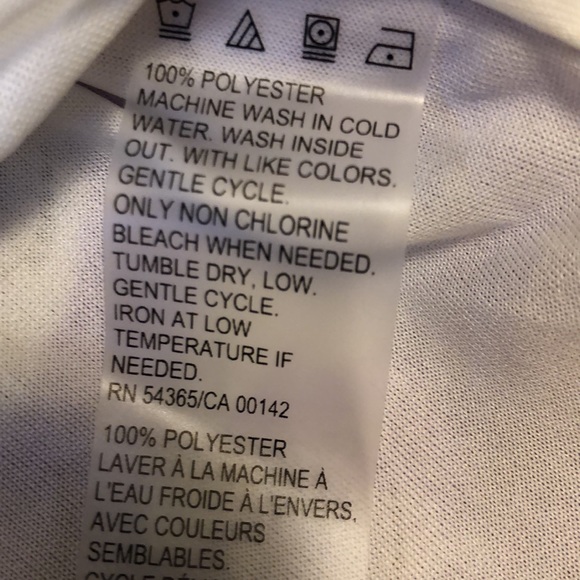 100% POLYESTER
MACHINE WASH IN COLD
WATER. WASH INSIDE
OUT. WITH LIKE COLORS.
GENTLE CYCLE.
ONLY NON CHLORINE
BLEACH WHEN NEEDED.
TUMBLE DRY, LOW.
GENTLE CYCLE.
IRON AT LOW
TEMPERATURE IF
NEEDED.
RN 54365/CA 00142
100% POLYESTER
LAVER À LA MACHINE À
L'EAU FROIDE À L'ENVERS,
AVEC COULEURS
SEMBLABLES.